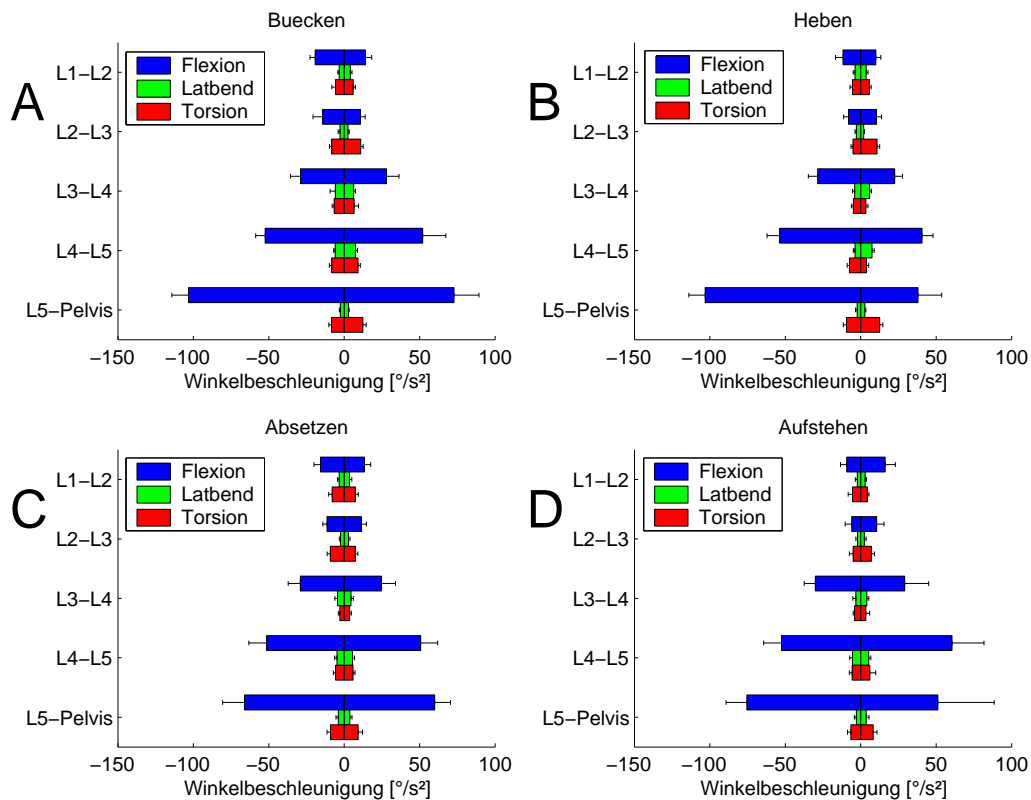 Buecken
A
Flexion
Latbend
Torsion
L1−L2
L2−L3
L3−L4
L4−L5
L5−Pelvis
−150 −100 −50 0 50 100
Winkelbeschleunigung [°/s²]
Heben
B
Flexion
Latbend
Torsion
L1−L2
L2−L3
L3−L4
L4−L5
L5−Pelvis
−150 −100 −50 0 50 100
Winkelbeschleunigung [°/s²]
Absetzen
C
Flexion
Latbend
Torsion
L1−L2
L2−L3
L3−L4
L4−L5
L5−Pelvis
−150 −100 −50 0 50 100
Winkelbeschleunigung [°/s²]
Aufstehen
D
Flexion
Latbend
Torsion
L1−L2
L2−L3
L3−L4
L4−L5
L5−Pelvis
−150 −100 −50 0 50 100
Winkelbeschleunigung [°/s²]